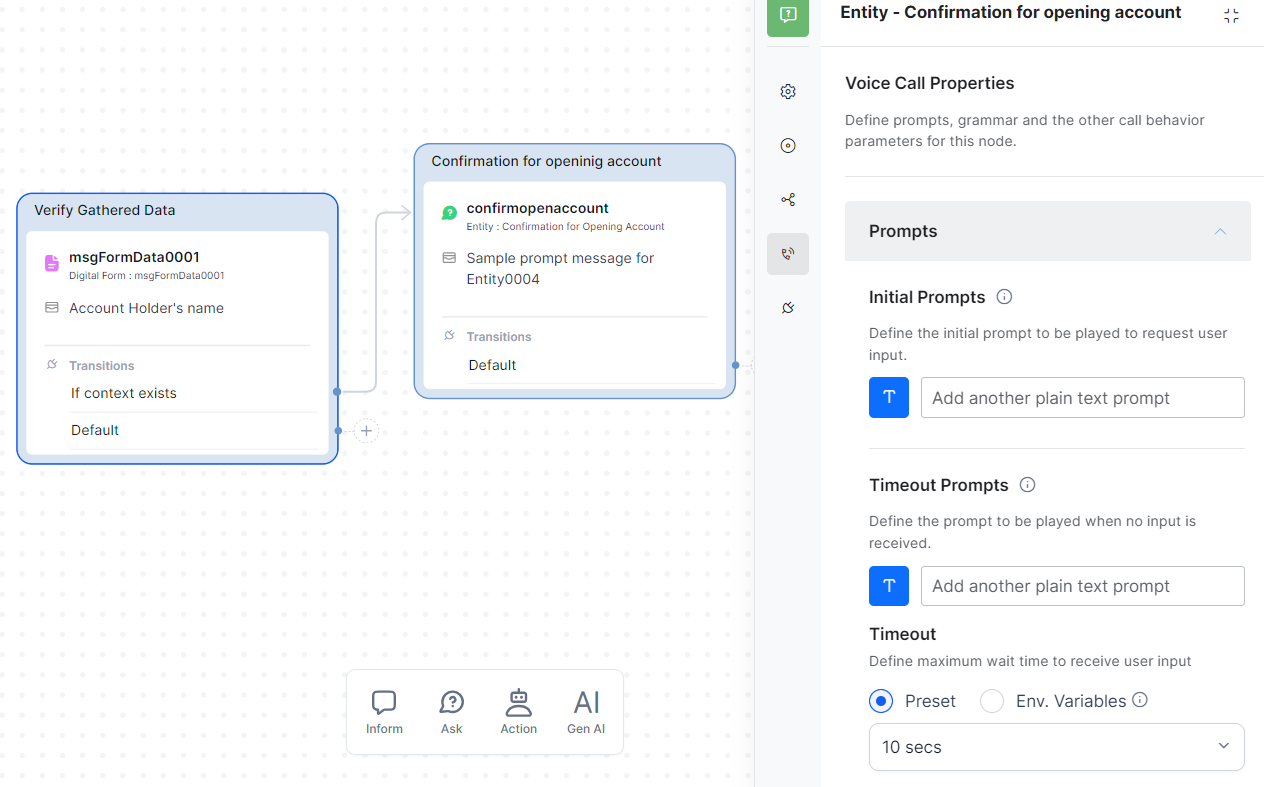 Verify Gathered Data
msgFormData0001
Digital Form : msgFormData0001
Account Holder's name
Transitions
If context exists
Default
Confirmation for openinig account
confirmopenaccount
Entity : Confirmation for Opening Account
Sample prompt message for
Entity0004
Transitions
Default
Inform
Ask
Action
AI
Gen AI
Entity - Confirmation for opening account
Voice Call Properties
Define prompts, grammar and the other call behavior
parameters for this node.
Prompts
Initial Prompts
Define the initial prompt to be played to request user
input.
T
Add another plain text prompt
Timeout Prompts
Define the prompt to be played when no input is
received.
T
Add another plain text prompt
Timeout
Define maximum wait time to receive user input
Preset
Env. Variables
10 secs